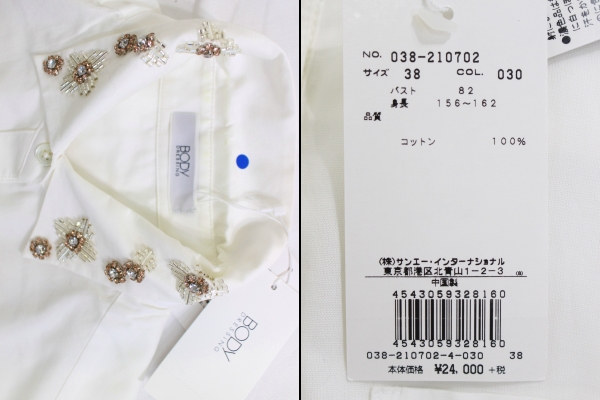 BODY
DRESSING
BODY
DRESSING
NO. 038-210702
サイズ 38 COL. 030
バスト 82
身長 156～162
品質
コットン 100%
(株)サンエー・インターナショナル
東京都港区北青山1-2-3
中国製
4543059328160
4543059328160
038-210702-4-030 38
本体価格 ¥24,000 +税